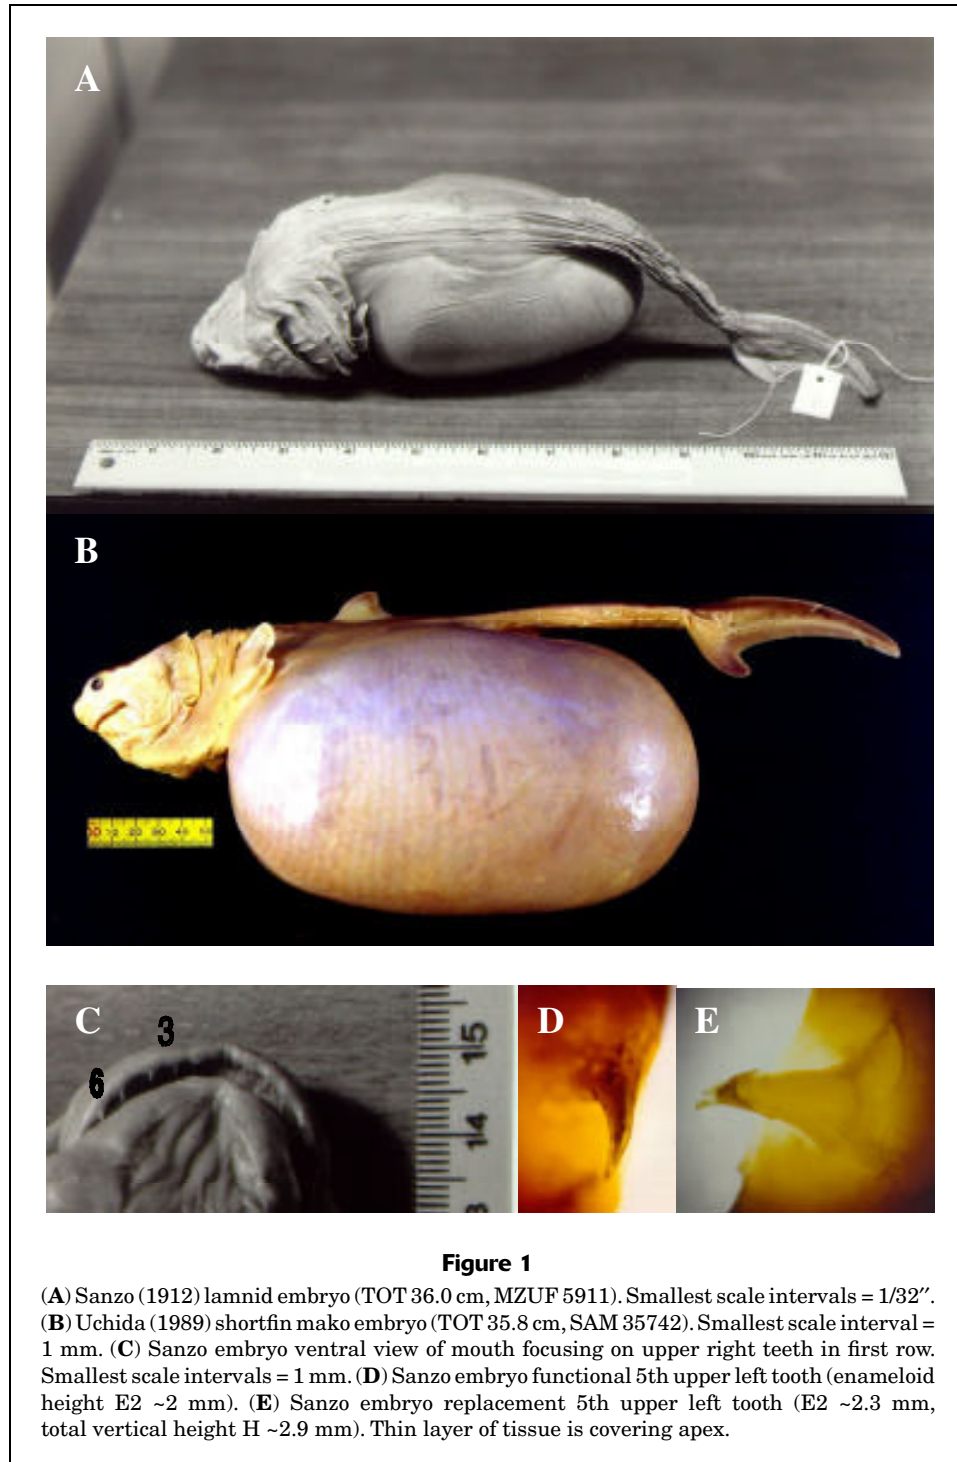 A
B
10 20 30 40
C
3
6
15
14
D
E
Figure 1
(A) Sanzo (1912) lamnid embryo (TOT 36.0 cm, MZUF 5911). Smallest scale intervals = 1/32″.
(B) Uchida (1989) shortfin mako embryo (TOT 35.8 cm, SAM 35742). Smallest scale interval =
1 mm. (C) Sanzo embryo ventral view of mouth focusing on upper right teeth in first row.
Smallest scale intervals = 1 mm. (D) Sanzo embryo functional 5th upper left tooth (enameloid
height E2 ~2 mm). (E) Sanzo embryo replacement 5th upper left tooth (E2 ~2.3 mm,
total vertical height H ~2.9 mm). Thin layer of tissue is covering apex.